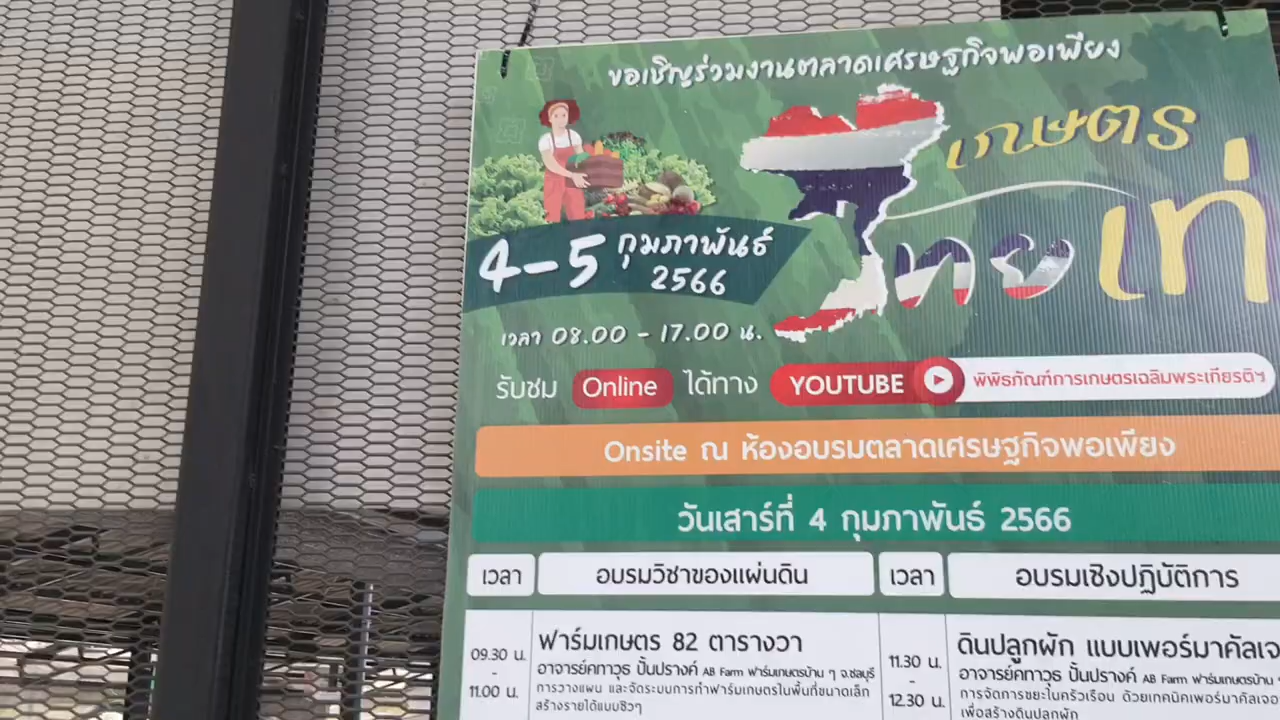 ขอเชิญร่วมงานตลาดเศรษฐกิจพอเพียง
เกษตร
ไทย เท่
4-5 กุมภาพันธ์
2566
เวลา 08.00 - 17.00 น.
รับชม Online ได้ทาง YOUTUBE พิพิธภัณฑ์การเกษตรเฉลิมพระเกียรติฯ
Onsite ณ ห้องอบรมตลาดเศรษฐกิจพอเพียง
วันเสาร์ที่ 4 กุมภาพันธ์ 2566
เวลา อบรมวิชาของแผ่นดิน เวลา อบรมเชิงปฏิบัติการ
09.30 น. - 11.00 น.
ฟาร์มเกษตร 82 ตารางวา
อาจารย์คทาวุธ ปั้นปรางค์ AB Farm ฟาร์มเกษตรบ้าน ๆ จ.ชลบุรี
การวางแผน และจัดระบบการทำฟาร์มเกษตรในพื้นที่ขนาดเล็ก
สร้างรายได้แบบชิวๆ
11.30 น. - 12.30 น.
ดินปลูกผัก แบบเพอร์มาคัลเจ
อาจารย์คทาวุธ ปั้นปรางค์ AB Farm ฟาร์มเกษ
การจัดการขยะในครัวเรือน ด้วยเทคนิคเพอร์มาคัลเจอ
เพื่อสร้างดินปลูกผัก